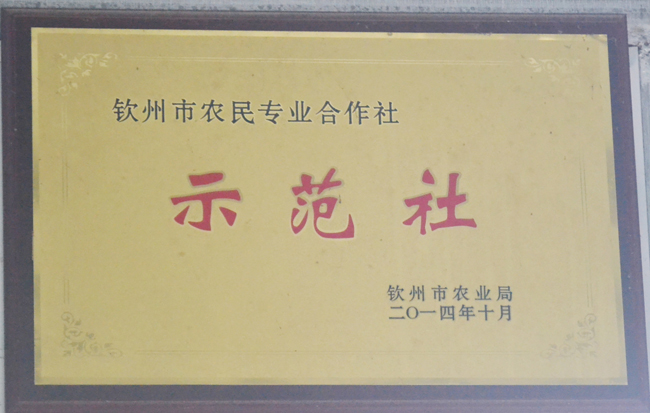 钦州市农民专业合作社
示范社
钦州市农业局
二〇一四年十月